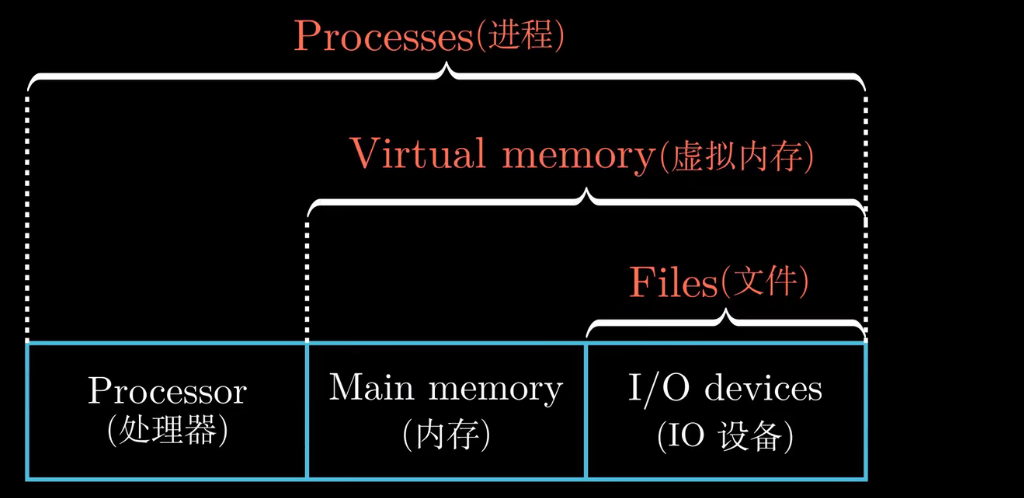 Processes(进程)
Virtual memory(虚拟内存)
Files(文件)
Processor
(处理器)
Main memory
(内存)
I/O devices
(IO 设备)